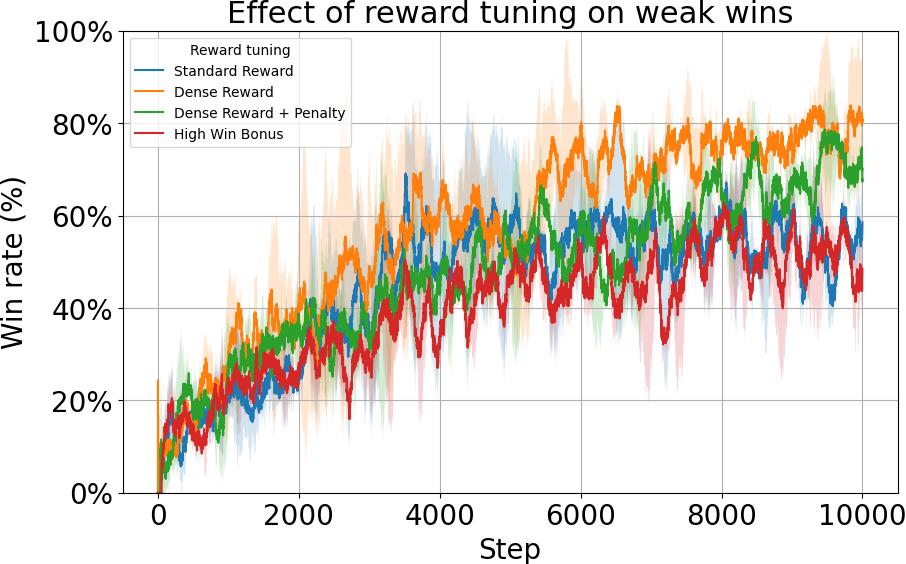 Effect of reward tuning on weak wins
100%
80%
60%
40%
20%
0%
Win rate (%)
Reward tuning
Standard Reward
Dense Reward
Dense Reward + Penalty
High Win Bonus
0 2000 4000 6000 8000 10000
Step